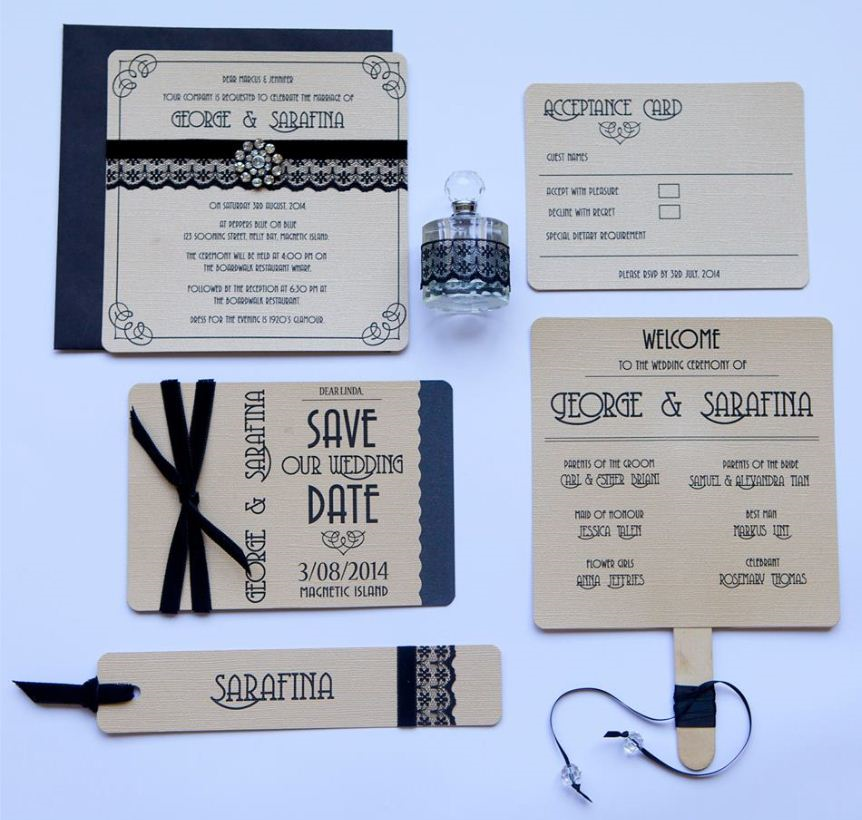 DEAR MARCUS & JENNIFER
YOUR COMPANY IS REQUESTED TO CELEBRATE THE MARRIAGE OF
GEORGE & SARAFINA
ON SATURDAY 3RD AUGUST, 2014.
AT PEPPERS BLUE ON BLUE
123 SOONING STREET, NELLY BAY, MAGNETIC ISLAND.
THE CEREMONY WILL BE HELD AT 4:00 PM ON
THE BOARDWALK RESTAURANT WHARF.
FOLLOWED BY THE RECEPTION AT 6:30 PM AT
THE BOARDWALK RESTAURANT.
DRESS FOR THE EVENING IS 1920'S GLAMOUR.
ACCEPTANCE CARD
GUEST NAMES
ACCEPT WITH PLEASURE
DECLINE WITH REGRET
SPECIAL DIETARY REQUIREMENT
PLEASE RSVP BY 3RD JULY, 2014
GEORGE & SARAFINA
DEAR LINDA,
SAVE
OUR WEDDING
DATE
3/08/2014
MAGNETIC ISLAND
WELCOME
TO THE WEDDING CEREMONY OF
GEORGE & SARAFINA
PARENTS OF THE GROOM
CARL & ESTHER BRIANI
PARENTS OF THE BRIDE
SAMUEL & ALEXANDRA TIAN
MAID OF HONOUR
JESSICA TALEN
BEST MAN
MARKUS LINT
FLOWER GIRLS
ANNA JEFFRIES
CELEBRANT
ROSEMARY THOMAS
SARAFINA